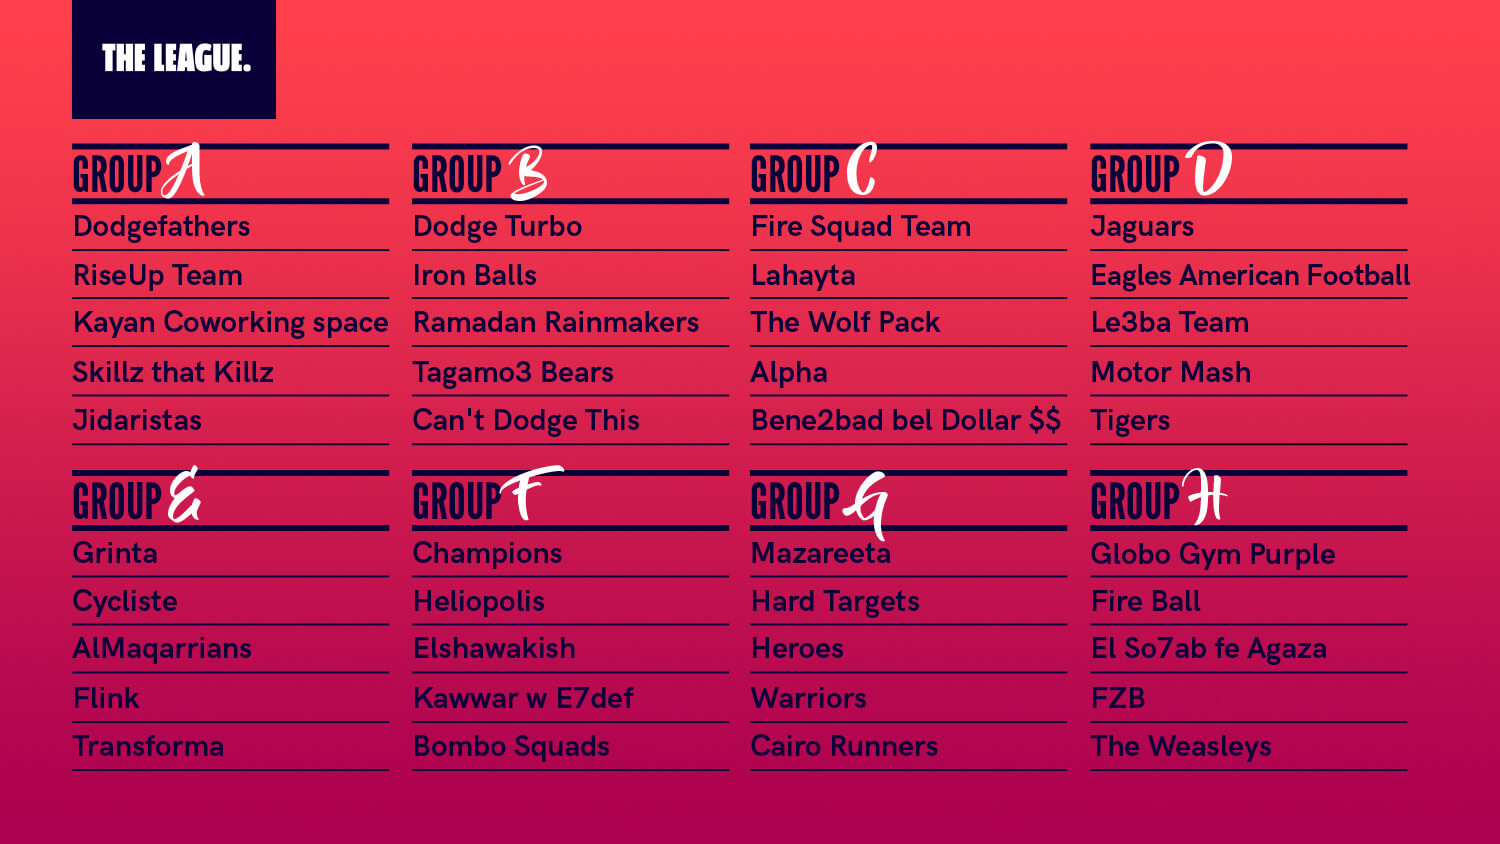 THE LEAGUE.
GROUP A
Dodgefathers
RiseUp Team
Kayan Coworking space
Skillz that Killz
Jidaristas
GROUP B
Dodge Turbo
Iron Balls
Ramadan Rainmakers
Tagamo3 Bears
Can't Dodge This
GROUP C
Fire Squad Team
Lahayta
The Wolf Pack
Alpha
Bene2bad bel Dollar $$
GROUP D
Jaguars
Eagles American Football
Le3ba Team
Motor Mash
Tigers
GROUP E
Grinta
Cycliste
AlMaqarrians
Flink
Transforma
GROUP F
Champions
Heliopolis
Elshawakish
Kawwar w E7def
Bombo Squads
GROUP G
Mazareeta
Hard Targets
Heroes
Warriors
Cairo Runners
GROUP H
Globo Gym Purple
Fire Ball
El So7ab fe Agaza
FZB
The Weasleys